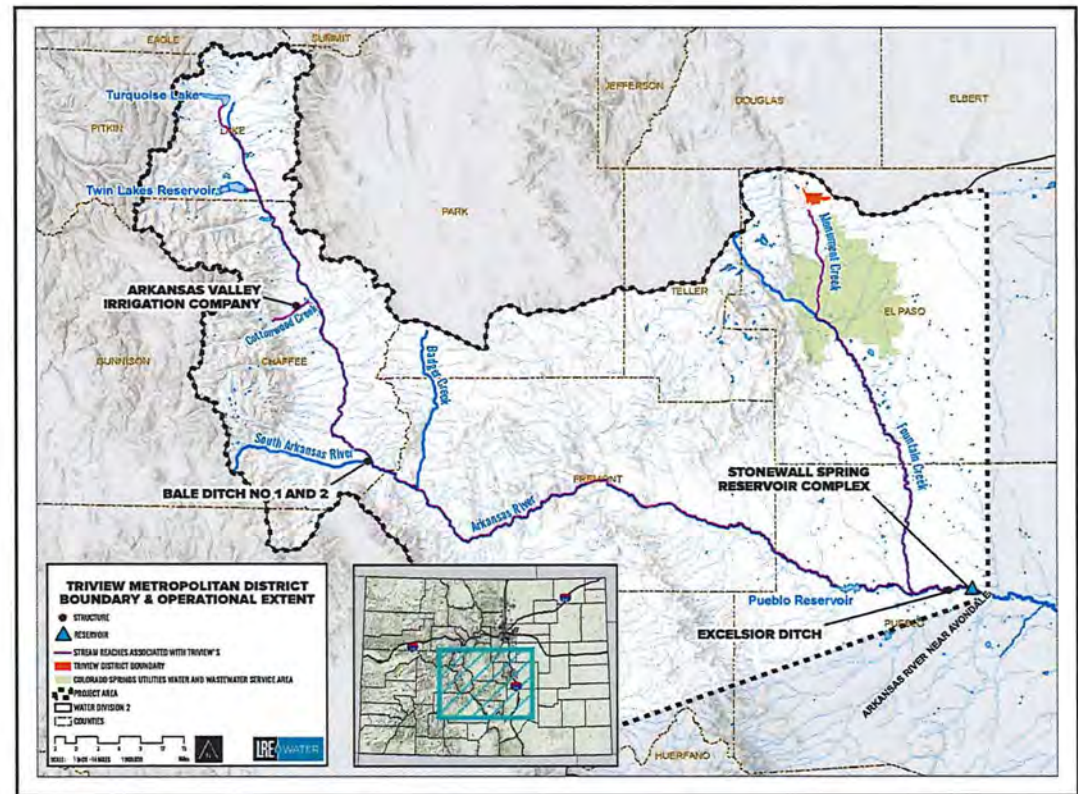 EAGLE
SUMMIT
JEFFERSON
DOUGLAS
ELBERT
Turquoise Lake
PITKIN
LAKE
Twin Lakes Reservoir
PARK
Monument Creek
ARKANSAS VALLEY
IRRIGATION COMPANY
TELLER
EL PASO
Cottonwood Creek
GUNNISON
CHAFFEE
Badger Creek
South Arkansas River
Fountain Creek
STONEWALL SPRING
RESERVOIR COMPLEX
BALE DITCH NO 1 AND 2
FREMONT
Arkansas River
Pueblo Reservoir
PUEBLO
EXCELSIOR DITCH
ARKANSAS RIVER NEAR AVONDALE
HUERFANO
TRIVIEW METROPOLITAN DISTRICT
BOUNDARY & OPERATIONAL EXTENT
STRUCTURE
RESERVOIR
STREAM REACHES ASSOCIATED WITH TRIVIEW'S
TRIVIEW DISTRICT BOUNDARY
COLORADO SPRINGS UTILITIES WATER AND WASTEWATER SERVICE AREA
PROJECT AREA
WATER DIVISION 2
COUNTIES
LRE WATER